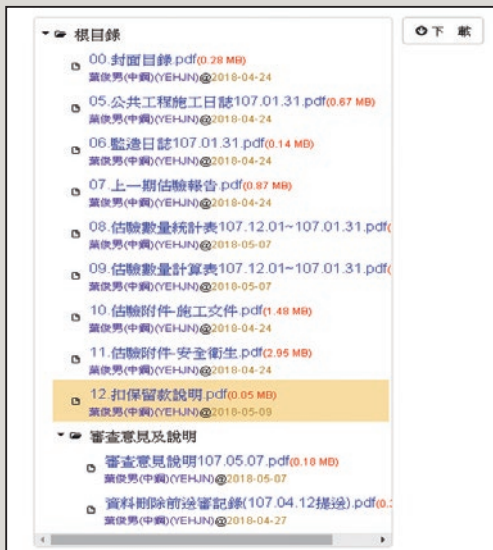 根目錄
下 載
00.封面目錄.pdf(0.28 MB)
葉俊男(中鋼)(YEHJN)@2018-04-24
05.公共工程施工日誌107.01.31.pdf(0.67 MB)
葉俊男(中鋼)(YEHJN)@2018-04-24
06.監造日誌107.01.31.pdf(0.14 MB)
葉俊男(中鋼)(YEHJN)@2018-04-24
07.上一期估驗報告.pdf(0.87 MB)
葉俊男(中鋼)(YEHJN)@2018-04-24
08.估驗數量統計表107.12.01~107.01.31.pdf(
葉俊男(中鋼)(YEHJN)@2018-05-07
09.估驗數量計算表107.12.01~107.01.31.pdf(
葉俊男(中鋼)(YEHJN)@2018-05-07
10.估驗附件-施工文件.pdf(1.48 MB)
葉俊男(中鋼)(YEHJN)@2018-04-24
11.估驗附件-安全衛生.pdf(2.95 MB)
葉俊男(中鋼)(YEHJN)@2018-04-24
12.扣保留款說明.pdf(0.05 MB)
葉俊男(中鋼)(YEHJN)@2018-05-09
審查意見及說明
審查意見說明107.05.07.pdf(0.18 MB)
葉俊男(中鋼)(YEHJN)@2018-05-07
資料刪除前送審記錄(107.04.12提送).pdf(0.
葉俊男(中鋼)(YEHJN)@2018-04-27